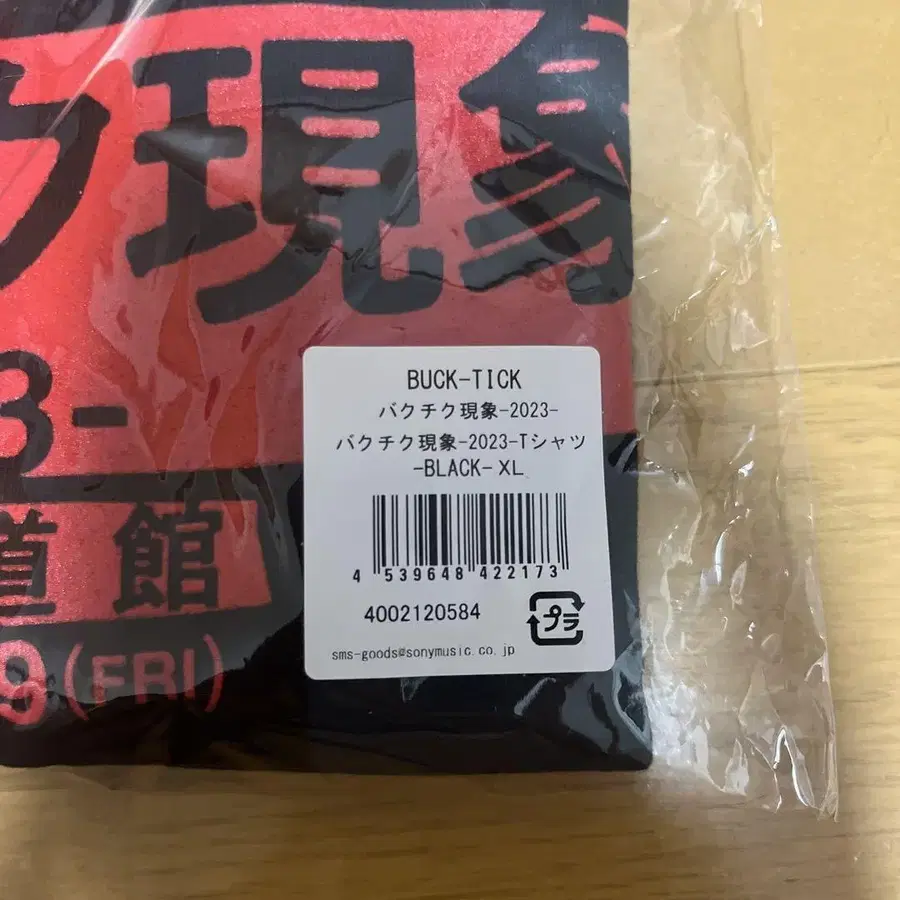 ク現象
3-
道館
9(FRI)
BUCK-TICK
バクチク現象-2023-
バクチク現象-2023-Tシャツ
-BLACK- XL
4 539648 422173
4002120584
プラ
sms-goods@sonymusic.co.jp